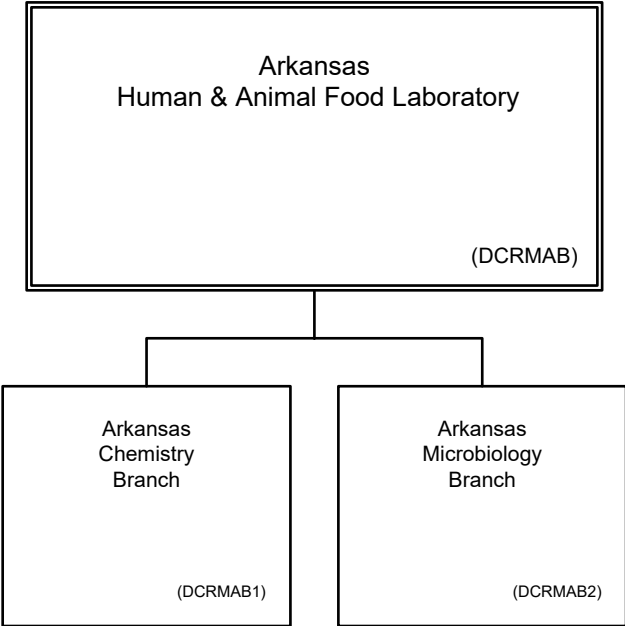 Arkansas
Human & Animal Food Laboratory
(DCRMAB)
Arkansas
Chemistry
Branch
(DCRMAB1)
Arkansas
Microbiology
Branch
(DCRMAB2)